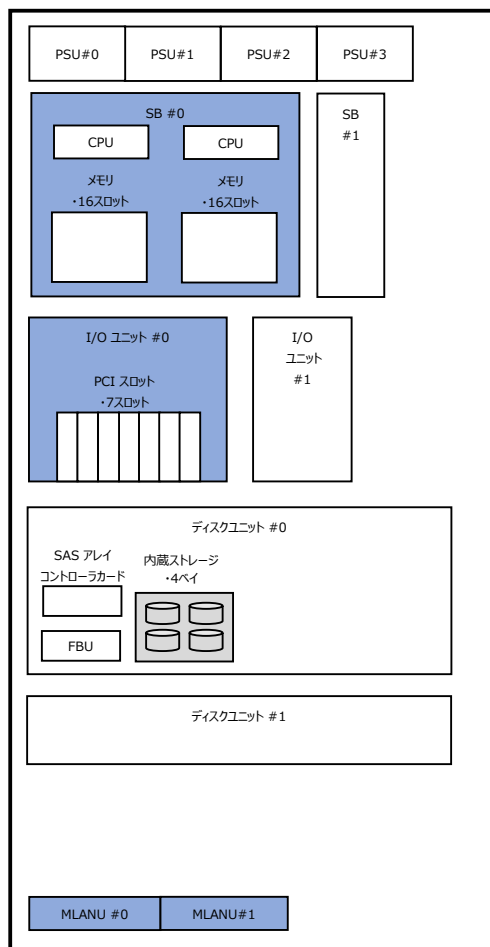 PSU#0
PSU#1
PSU#2
PSU#3
SB #0
CPU
CPU
メモリ
・16スロット
メモリ
・16スロット
SB
#1
I/O ユニット #0
PCI スロット
・7スロット
I/O
ユニット
#1
ディスクユニット #0
SAS アレイ
コントローラカード
FBU
内蔵ストレージ
・4ベイ
ディスクユニット #1
MLANU #0
MLANU#1